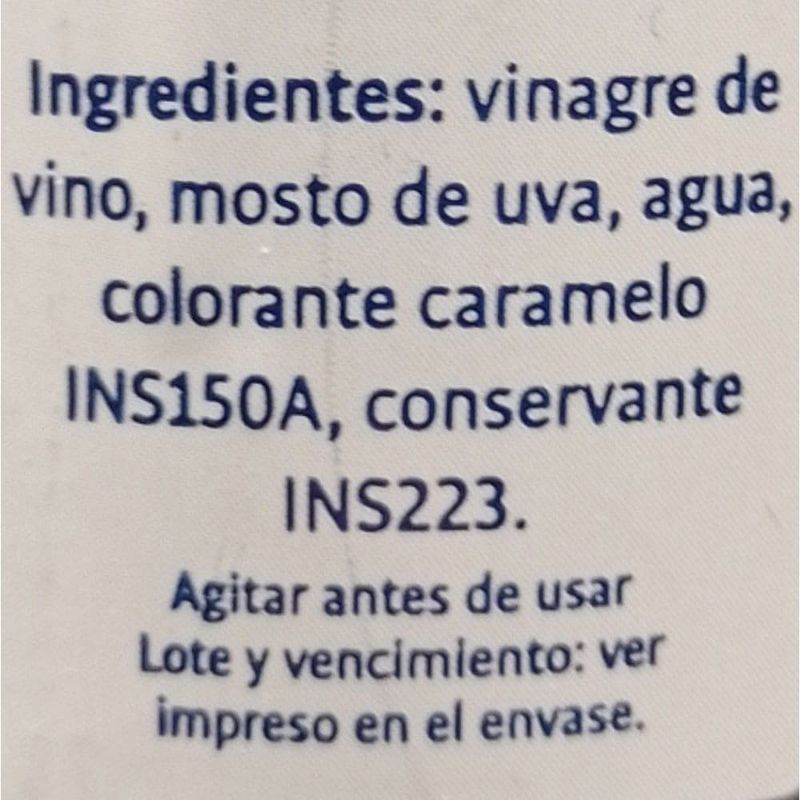 Ingredientes: vinagre de
vino, mosto de uva, agua,
colorante caramelo
INS150A, conservante
INS223.
Agitar antes de usar
Lote y vencimiento: ver
impreso en el envase.